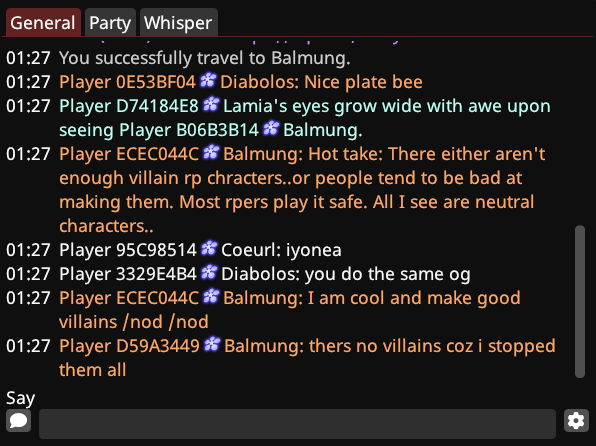 General Party Whisper
01:27 You successfully travel to Balmung.
01:27 Player 0E53BF04 Diabolos: Nice plate bee
01:27 Player D74184E8 Lamia's eyes grow wide with awe upon
seeing Player B06B3B14 Balmung.
01:27 Player ECEC044C Balmung: Hot take: There either aren't
enough villain rp chracters..or people tend to be bad at
making them. Most rpers play it safe. All I see are neutral
characters..
01:27 Player 95C98514 Coeurl: iyonea
01:27 Player 3329E4B4 Diabolos: you do the same og
01:27 Player ECEC044C Balmung: I am cool and make good
villains /nod /nod
01:27 Player D59A3449 Balmung: thers no villains coz i stopped
them all
Say